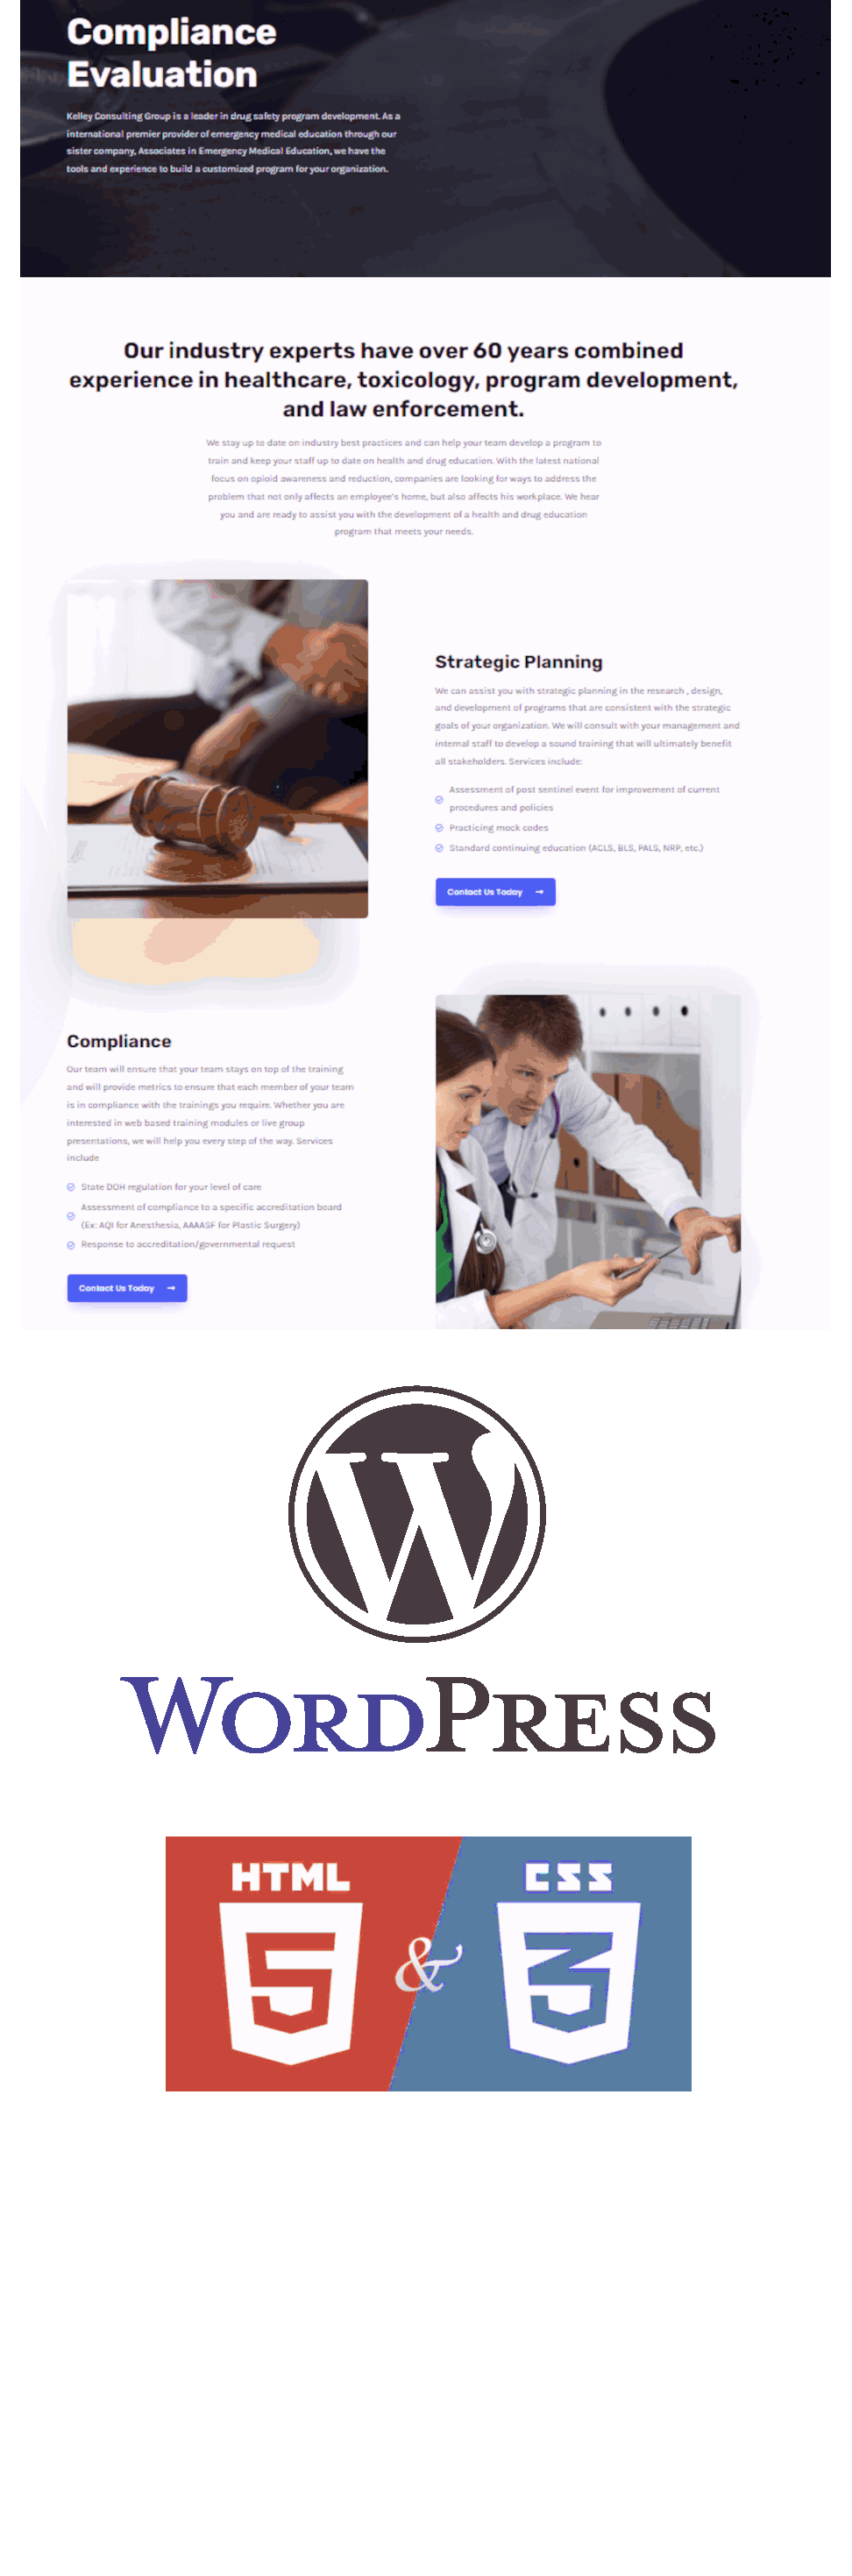 Compliance
Evaluation
Kelley Consulting Group is a leader in drug safety program development. As a
international premier provider of emergency medical education through our
sister company, Associates in Emergency Medical Education, we have the
tools and experience to build a customized program for your organization.
Our industry experts have over 60 years combined
experience in healthcare, toxicology, program development,
and law enforcement.
We stay up to date on industry best practices and can help your team develop a program to
train and keep your staff up to date on health and drug education. With the latest national
focus on opioid awareness and reduction, companies are looking for ways to address the
problem that not only affects an employee's home, but also affects his workplace. We hear
you and are ready to assist you with the development of a health and drug education
program that meets your needs.
Strategic Planning
We can assist you with strategic planning in the research , design,
and development of programs that are consistent with the strategic
goals of your organization. We will consult with your management and
internal staff to develop a sound training that will ultimately benefit
all stakeholders. Services include:
Assessment of post sentinel event for improvement of current
procedures and policies
Practicing mock codes
Standard continuing education (ACLS, BLS, PALS, NRP, etc.)
Contact Us Today
Compliance
Our team will ensure that your team stays on top of the training
and will provide metrics to ensure that each member of your team
is in compliance with the trainings you require. Whether you are
interested in web based training modules or live group
presentations, we will help you every step of the way. Services
include
State DOH regulation for your level of care
Assessment of compliance to a specific accreditation board
(Ex: AQI for Anesthesia, AAAASF for Plastic Surgery)
Response to accreditation/governmental request
Contact Us Today
W
WORDPRESS
HTML CSS
5 & 3